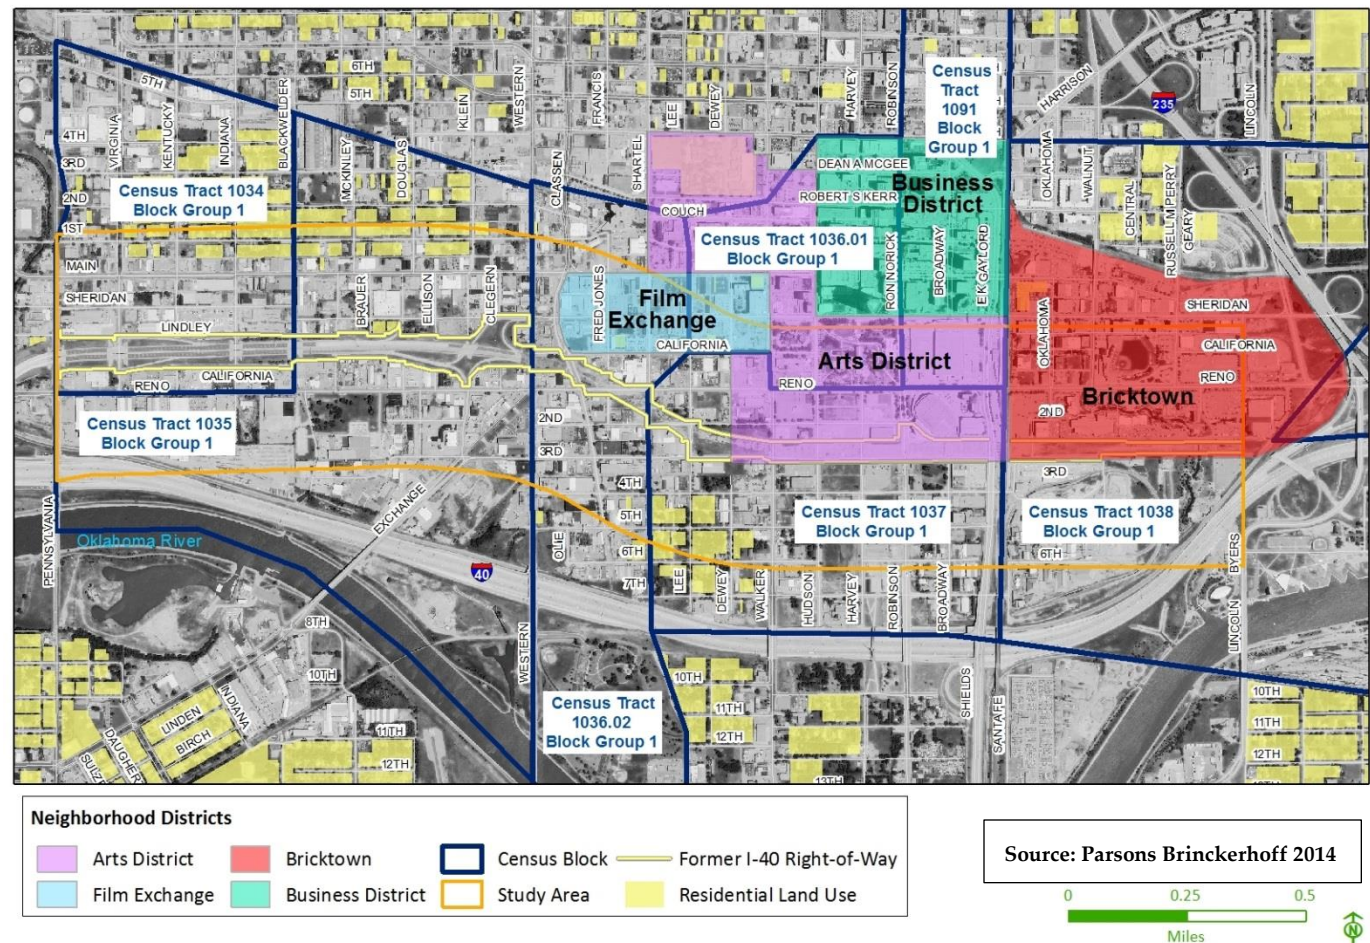 6TH
5TH
5TH
KLEIN
WESTERN
FRANCIS
LEE
DEWEY
HARVEY
ROBINSON
Census
Tract
1091
Block
Group 1
HARRISON
235
LINCOLN
4TH
3RD
2ND
1ST
VIRGINIA
KENTUCKY
INDIANA
BLACKWELDER
MCKINLEY
DOUGLAS
CLASSEN
SHARTEL
DEAN A MCGEE
ROBERT S KERR
COUCH
Business
District
OKLAHOMA
WALNUT
CENTRAL
RUSSELL M PERRY
GEARY
Census Tract 1034
Block Group 1
Census Tract 1036.01
Block Group 1
RON NORICK
BROADWAY
E K GAYLORD
MAIN
SHERIDAN
LINDLEY
BRAUER
ELLISON
CLEGERN
FRED JONES
Film
Exchange
CALIFORNIA
Arts District
RENO
OKLAHOMA
SHERIDAN
CALIFORNIA
RENO
Bricktown
2ND
3RD
RENO
CALIFORNIA
Census Tract 1035
Block Group 1
2ND
3RD
4TH
5TH
6TH
7TH
Census Tract 1037
Block Group 1
Census Tract 1038
Block Group 1
6TH
PENNSYLVANIA
Oklahoma River
EXCHANGE
40
OLIE
LEE
DEWEY
WALKER
HUDSON
HARVEY
ROBINSON
BROADWAY
BYERS
LINCOLN
8TH
10TH
WESTERN
INDIANA
LINDEN
BIRCH
11TH
12TH
Census Tract
1036.02
Block Group 1
10TH
11TH
12TH
13TH
SHIELDS
SANTA FE
10TH
11TH
12TH
Neighborhood Districts
Arts District
Bricktown
Census Block
Former I-40 Right-of-Way
Film Exchange
Business District
Study Area
Residential Land Use
Source: Parsons Brinckerhoff 2014
0 0.25 0.5
Miles
N